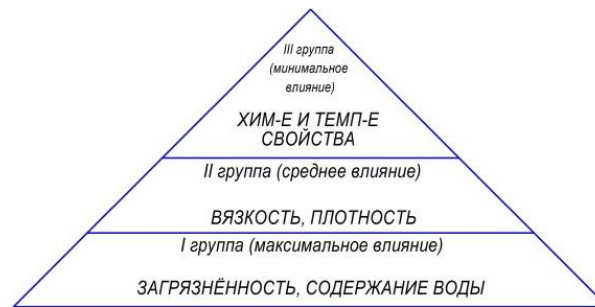 III группа
(минимальное
влияние)
ХИМ-Е И ТЕМП-Е
СВОЙСТВА
II группа (среднее влияние)
ВЯЗКОСТЬ, ПЛОТНОСТЬ
I группа (максимальное влияние)
ЗАГРЯЗНЁННОСТЬ, СОДЕРЖАНИЕ ВОДЫ